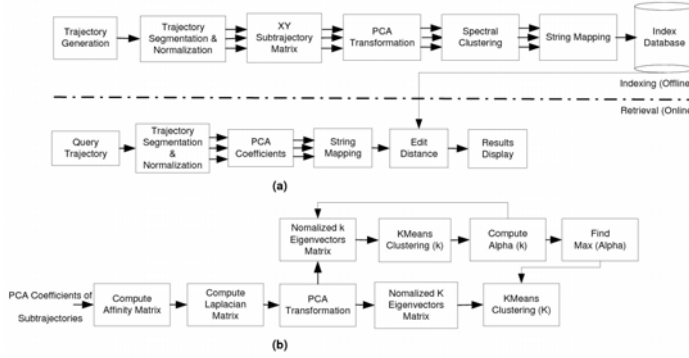 Trajectory
Generation
Trajectory
Segmentation &
Normalization
XY
Subtrajectory
Matrix
PCA
Transformation
Spectral
Clustering
String Mapping
Index
Database
Indexing (Offline
Retrieval (Online
Query
Trajectory
Trajectory
Segmentation
&
Normalization
PCA
Coefficients
String
Mapping
Edit
Distance
Results
Display
(a)
Nomalized k
Eigenvectors
Matrix
KMeans
Clustering (k)
Compute
Alpha (k)
Find
Max (Alpha)
PCA Coefficients of
Subtrajectories
Compute
Affinity Matrix
Compute
Laplacian
Matrix
PCA
Transformation
Nomalized K
Eigenvectors
Matrix
KMeans
Clustering (K)
(b)